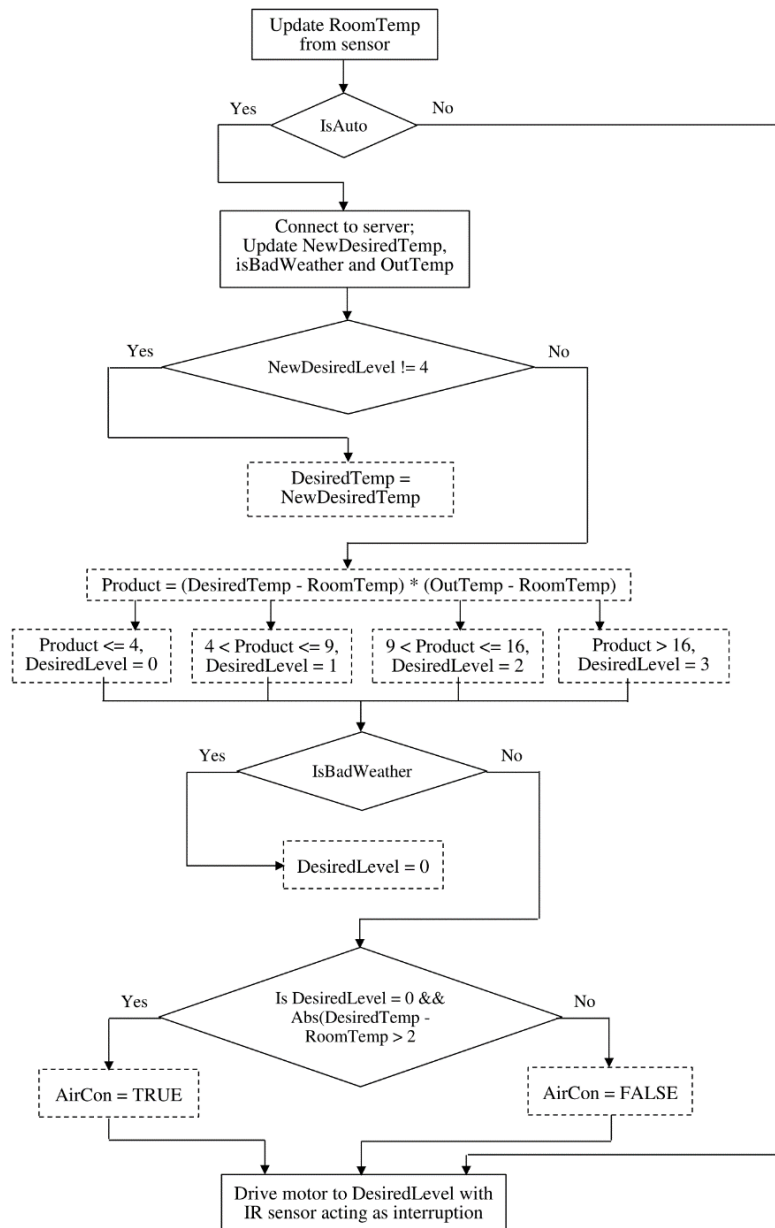 Update RoomTemp
from sensor
Yes
No
IsAuto
Connect to server;
Update NewDesiredTemp,
isBadWeather and OutTemp
Yes
No
NewDesiredLevel != 4
DesiredTemp =
NewDesiredTemp
Product = (DesiredTemp - RoomTemp) * (OutTemp - RoomTemp)
Product <= 4,
DesiredLevel = 0
4 < Product <= 9,
DesiredLevel = 1
9 < Product <= 16,
DesiredLevel = 2
Product > 16,
DesiredLevel = 3
Yes
No
IsBadWeather
DesiredLevel = 0
Yes
No
Is DesiredLevel = 0 &&
Abs(DesiredTemp -
RoomTemp > 2
AirCon = TRUE
AirCon = FALSE
Drive motor to DesiredLevel with
IR sensor acting as interruption